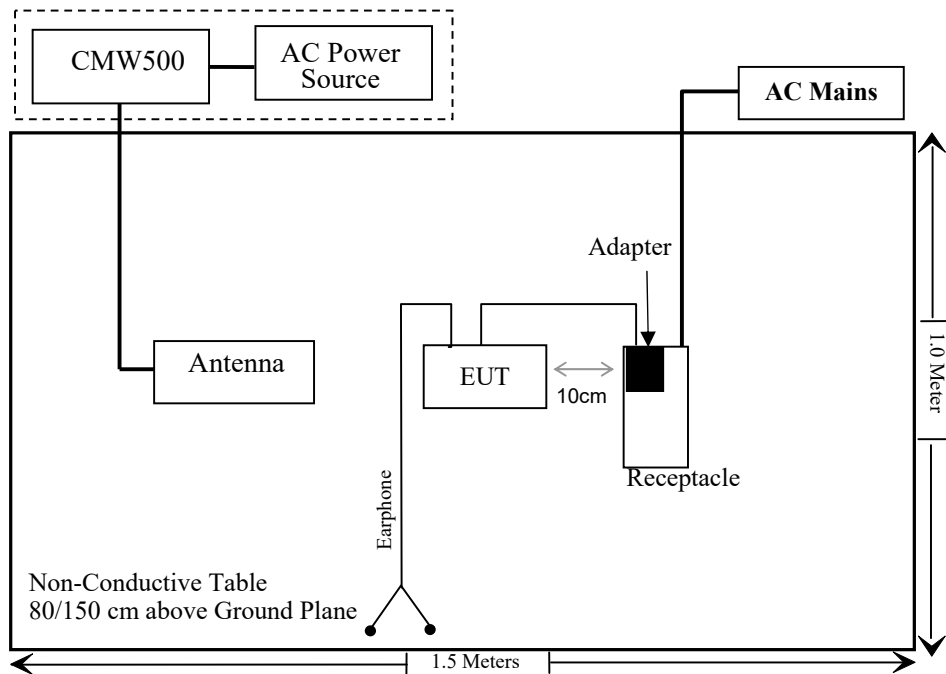 CMW500
AC Power
Source
AC Mains
Adapter
Antenna
EUT
10cm
1.0 Meter
Receptacle
Earphone
Non-Conductive Table
80/150 cm above Ground Plane
1.5 Meters